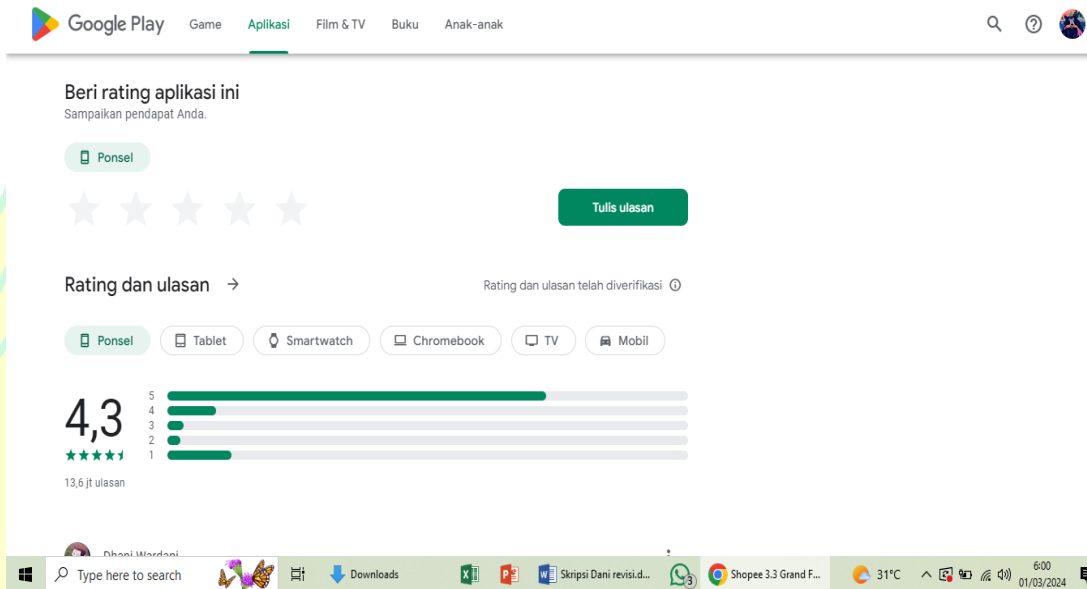 Google Play Game Aplikasi Film & TV Buku Anak-anak
Beri rating aplikasi ini
Sampaikan pendapat Anda.
Ponsel
Tulis ulasan
Rating dan ulasan
Rating dan ulasan telah diverifikasi
Ponsel Tablet Smartwatch Chromebook TV Mobil
4,3
5
4
3
2
1
13,6 jt ulasan
Dhani Wardani
Type here to search Downloads Skripsi Dani revisi.d... 3 Shopee 3.3 Grand F... 31°C 6:00
01/03/2024